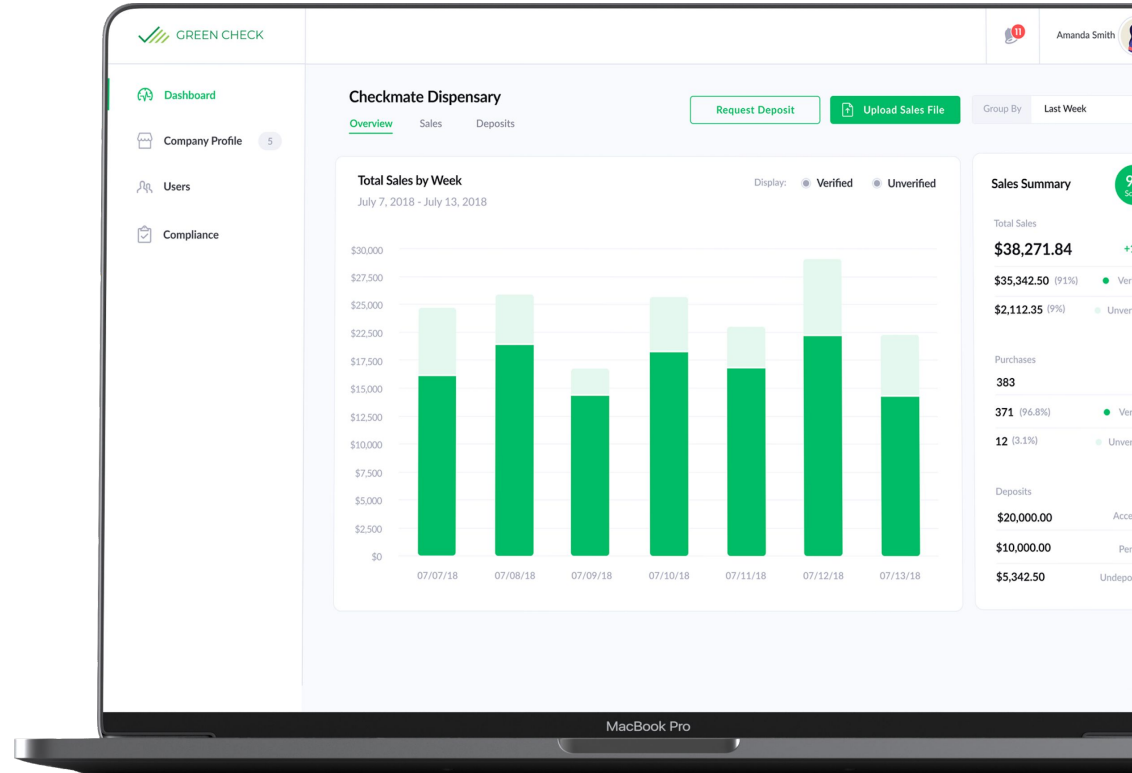 GREEN CHECK
11
Amanda Smith
Dashboard
Company Profile 5
Users
Compliance
Checkmate Dispensary
Overview Sales Deposits
Request Deposit
Upload Sales File
Group By Last Week
Total Sales by Week
July 7, 2018 - July 13, 2018
Display: Verified Unverified
$30,000
$27,500
$25,000
$22,500
$17,500
$15,000
$12,500
$10,000
$7,500
$5,000
$2,500
$0
07/07/18 07/08/18 07/09/18 07/10/18 07/11/18 07/12/18 07/13/18
Sales Summary
Total Sales
$38,271.84
$35,342.50 (91%)
$2,112.35 (9%)
Purchases
383
371 (96.8%)
12 (3.1%)
Deposits
$20,000.00
$10,000.00
$5,342.50
MacBook Pro